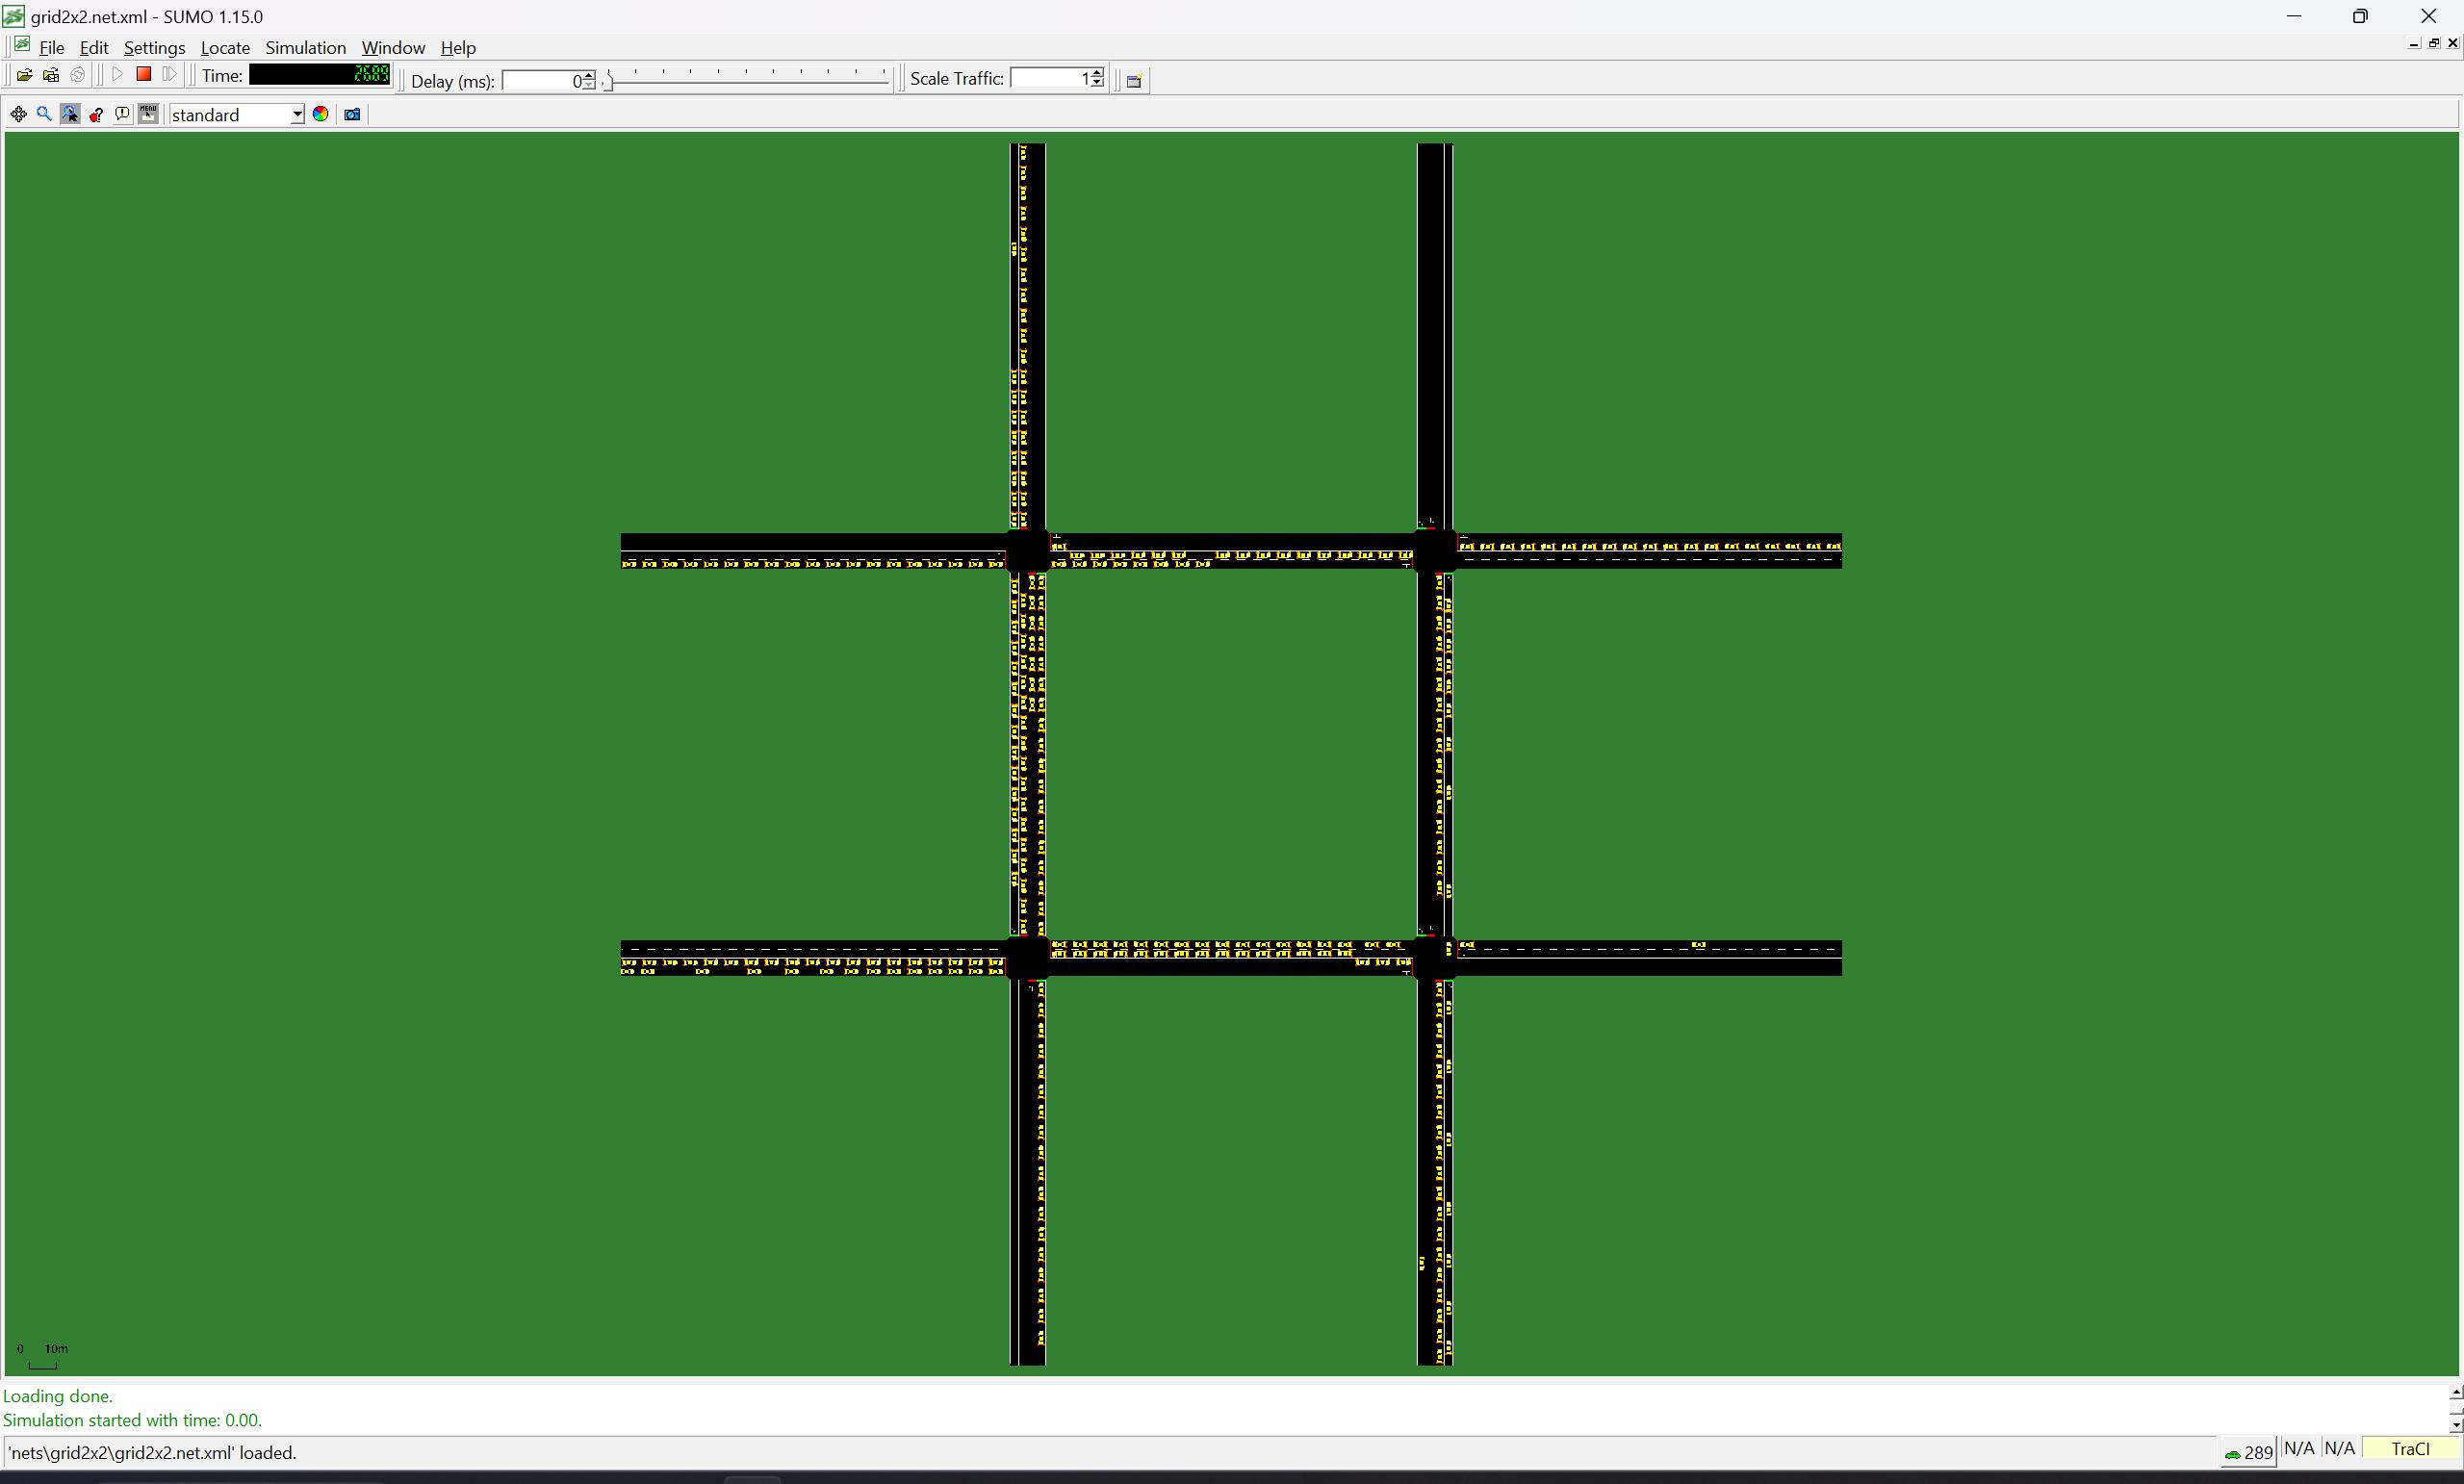 grid2x2.net.xml - SUMO 1.15.0
File Edit Settings Locate Simulation Window Help
Time: 2689 Delay (ms): 0 Scale Traffic: 1
MENU standard
0 10m
Loading done.
Simulation started with time: 0.00.
'nets\grid2x2\grid2x2.net.xml' loaded. 289 N/A N/A TraCI